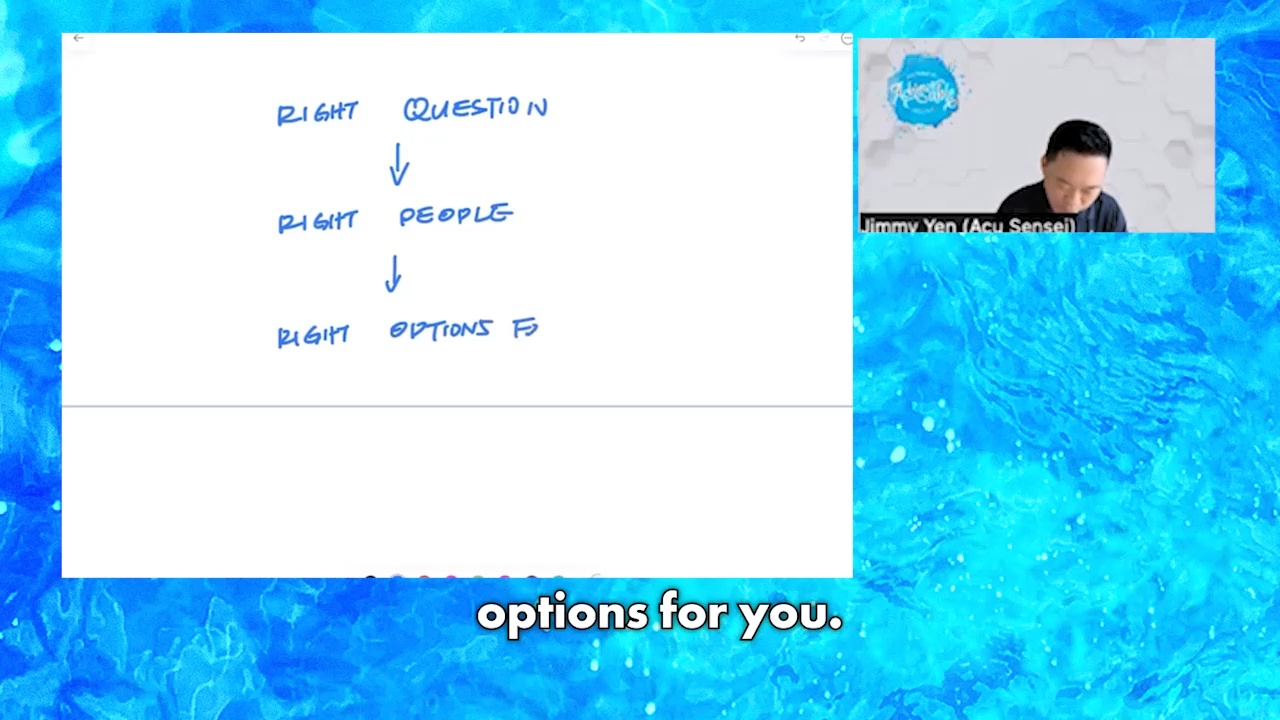 RIGHT QUESTION
RIGHT PEOPLE
RIGHT OPTIONS FO
Jimmy Yen (Acu Sensei)
options for you.